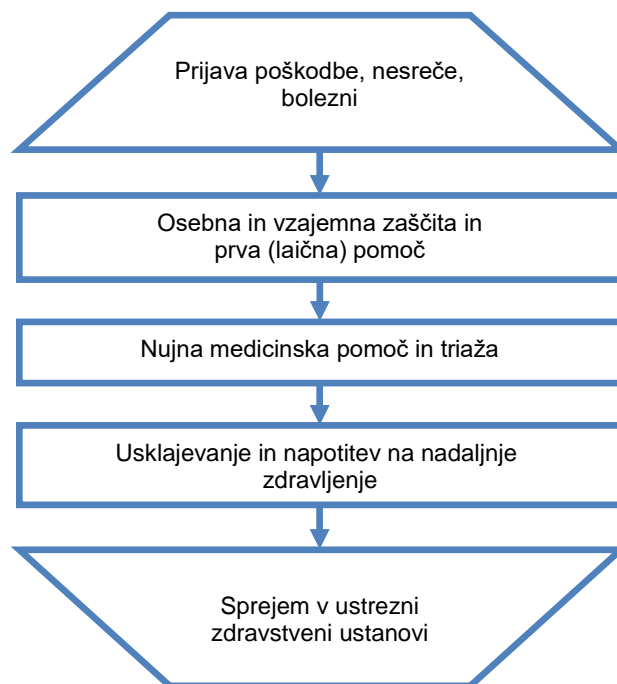 Prijava poškodbe, nesreče,
bolezni
Osebna in vzajemna zaščita in
prva (laična) pomoč
Nujna medicinska pomoč in triaža
Usklajevanje in napotitev na nadaljnje
zdravljenje
Sprejem v ustrezni
zdravstveni ustanovi